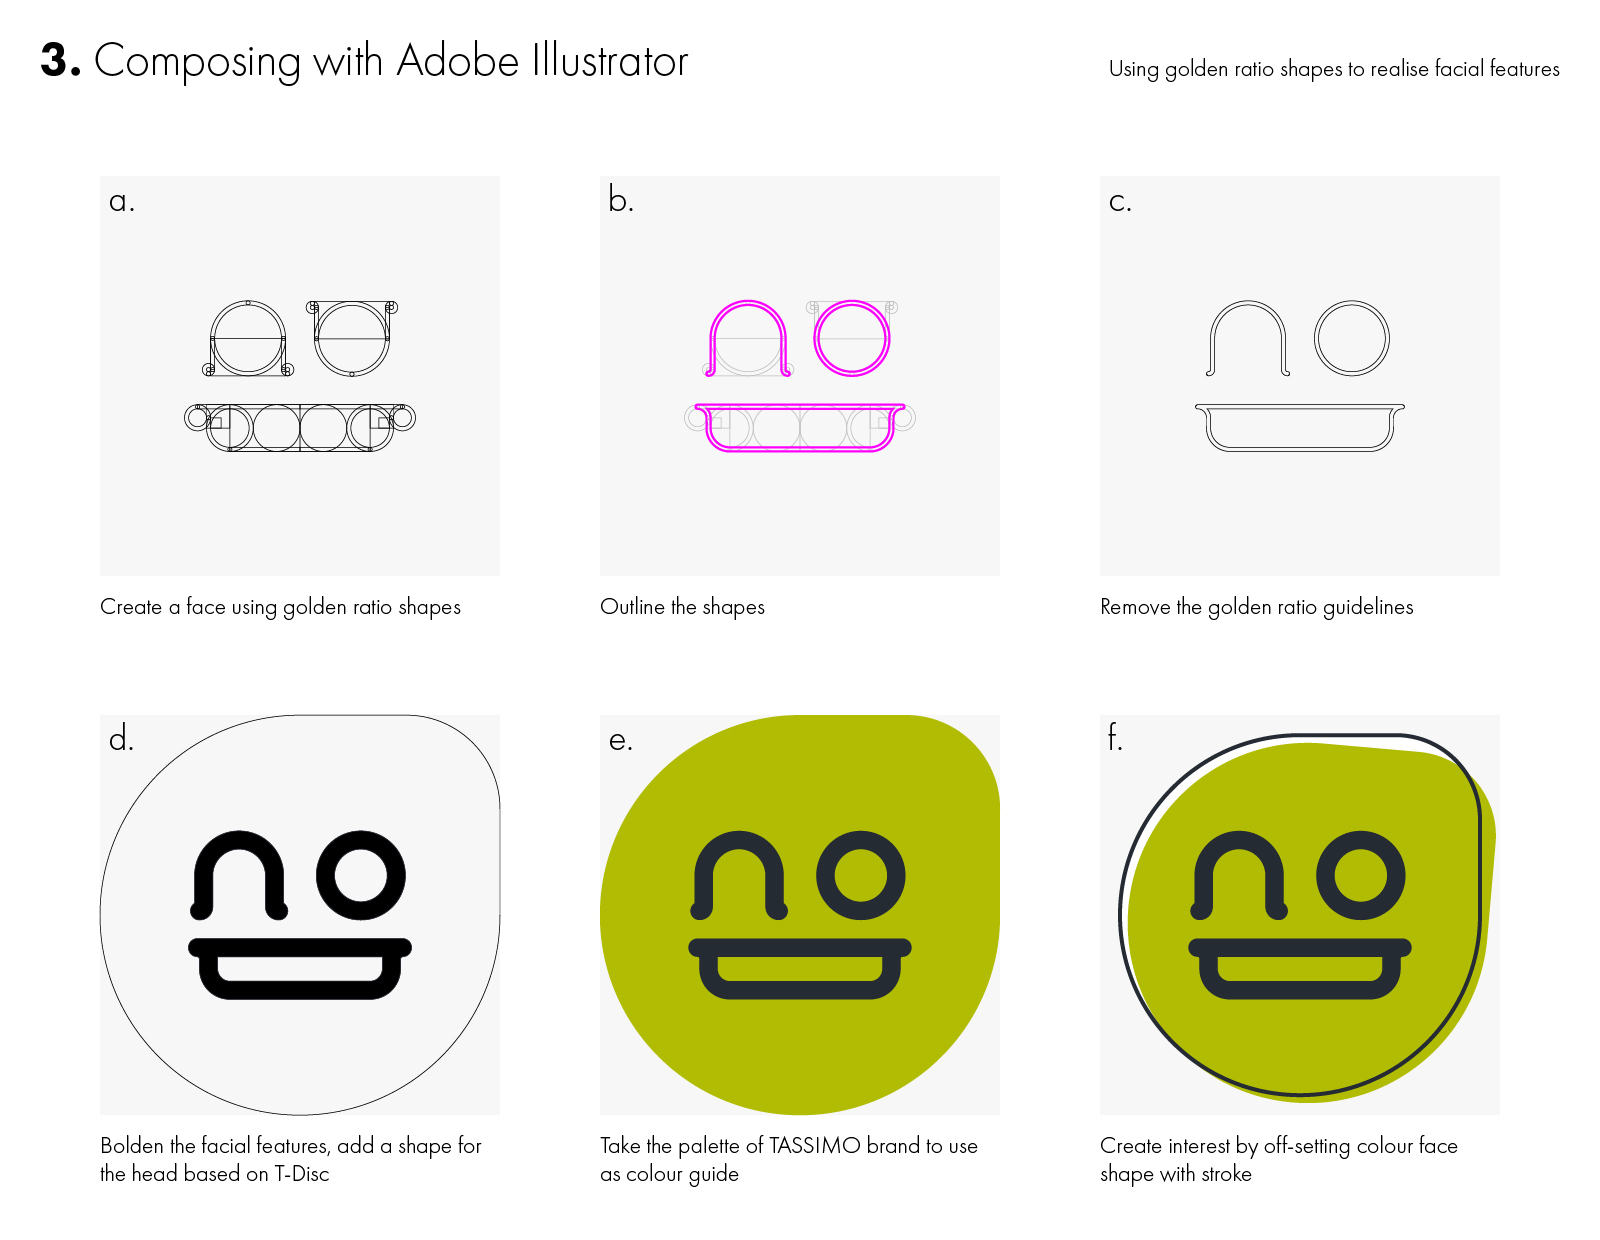 3. Composing with Adobe Illustrator
Using golden ratio shapes to realise facial features
a.
b.
c.
Create a face using golden ratio shapes
Outline the shapes
Remove the golden ratio guidelines
d.
e.
f.
Bolden the facial features, add a shape for
the head based on T-Disc
Take the palette of TASSIMO brand to use
as colour guide
Create interest by off-setting colour face
shape with stroke